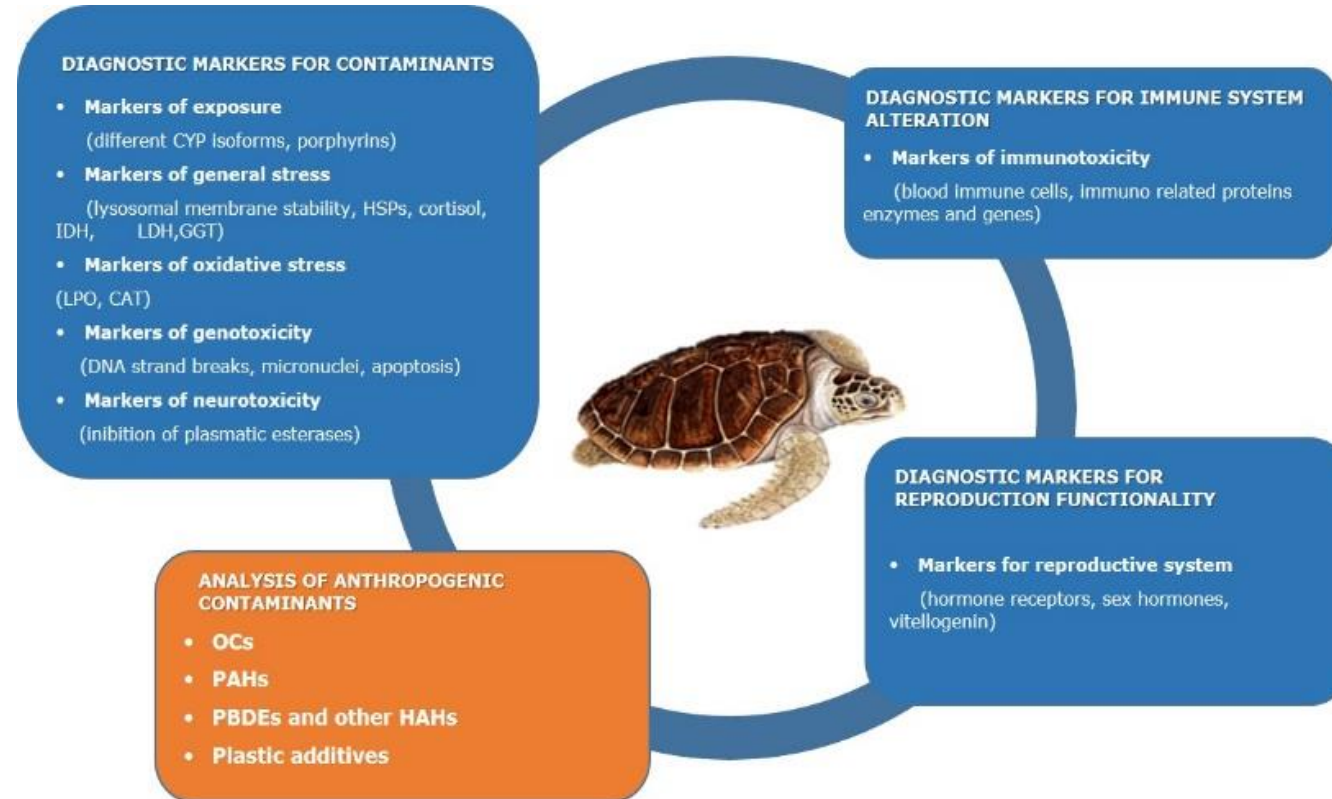 DIAGNOSTIC MARKERS FOR CONTAMINANTS
• Markers of exposure
(different CYP isoforms, porphyrins)
• Markers of general stress
(lysosomal membrane stability, HSPs, cortisol,
IDH, LDH,GGT)
• Markers of oxidative stress
(LPO, CAT)
• Markers of genotoxicity
(DNA strand breaks, micronuclei, apoptosis)
• Markers of neurotoxicity
(inibition of plasmatic esterases)
DIAGNOSTIC MARKERS FOR IMMUNE SYSTEM
ALTERATION
• Markers of immunotoxicity
(blood immune cells, immuno related proteins
enzymes and genes)
DIAGNOSTIC MARKERS FOR
REPRODUCTION FUNCTIONALITY
• Markers for reproductive system
(hormone receptors, sex hormones,
vitellogenin)
ANALYSIS OF ANTHROPOGENIC
CONTAMINANTS
• OCs
• PAHs
• PBDEs and other HAHs
• Plastic additives